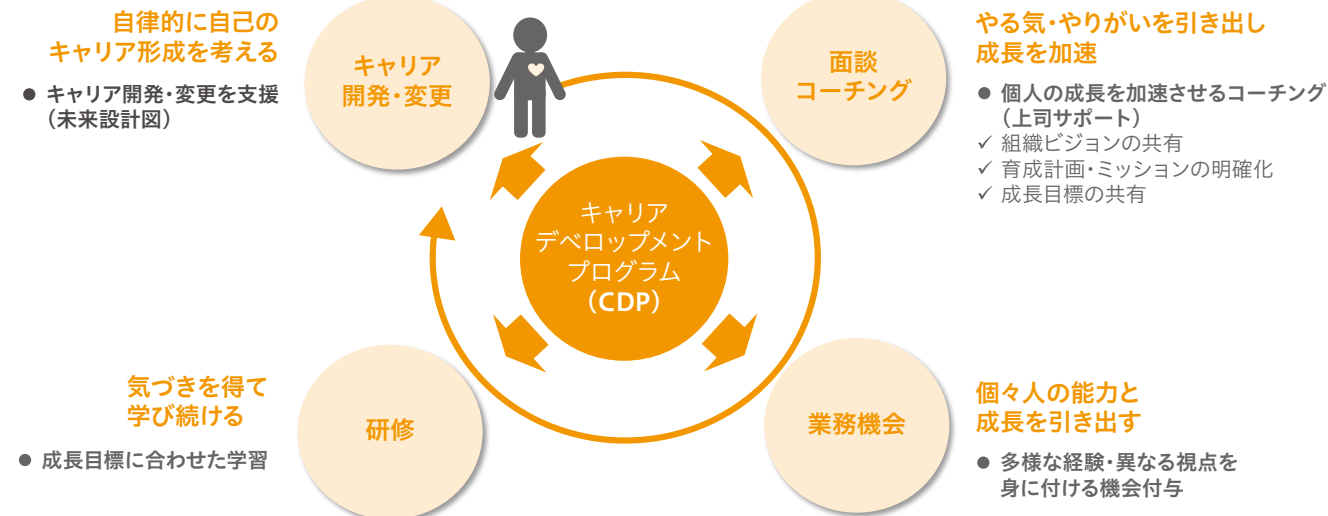 自律的に自己の
キャリア形成を考える
● キャリア開発・変更を支援
（未来設計図）
キャリア
開発・変更
面談
コーチング
やる気・やりがいを引き出し
成長を加速
● 個人の成長を加速させるコーチング
（上司サポート）
✓ 組織ビジョンの共有
✓ 育成計画・ミッションの明確化
✓ 成長目標の共有
キャリア
デベロップメント
プログラム
（CDP）
気づきを得て
学び続ける
● 成長目標に合わせた学習
研修
業務機会
個々人の能力と
成長を引き出す
● 多様な経験・異なる視点を
身に付ける機会付与